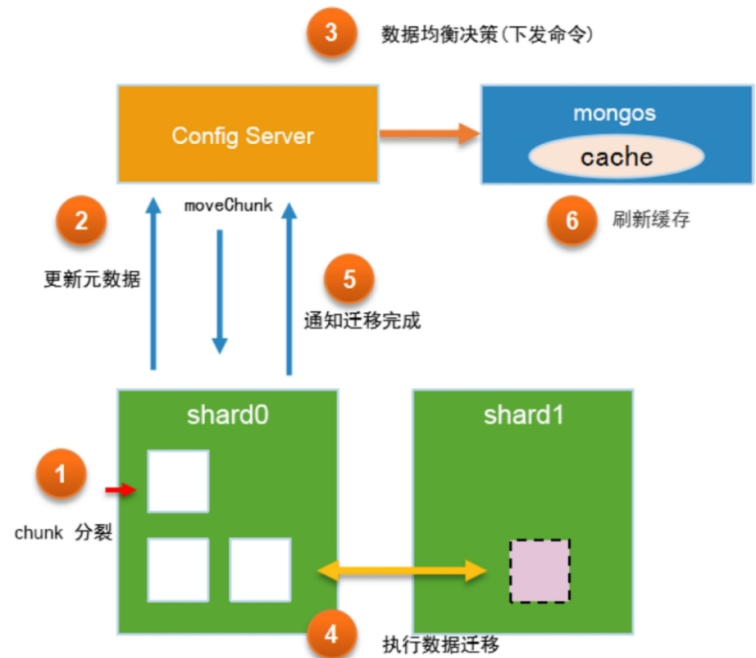 3 数据均衡决策(下发命令)
Config Server
mongos
cache
2
moveChunk
6 刷新缓存
更新元数据
5
通知迁移完成
shard0
shard1
1
chunk 分裂
4 执行数据迁移